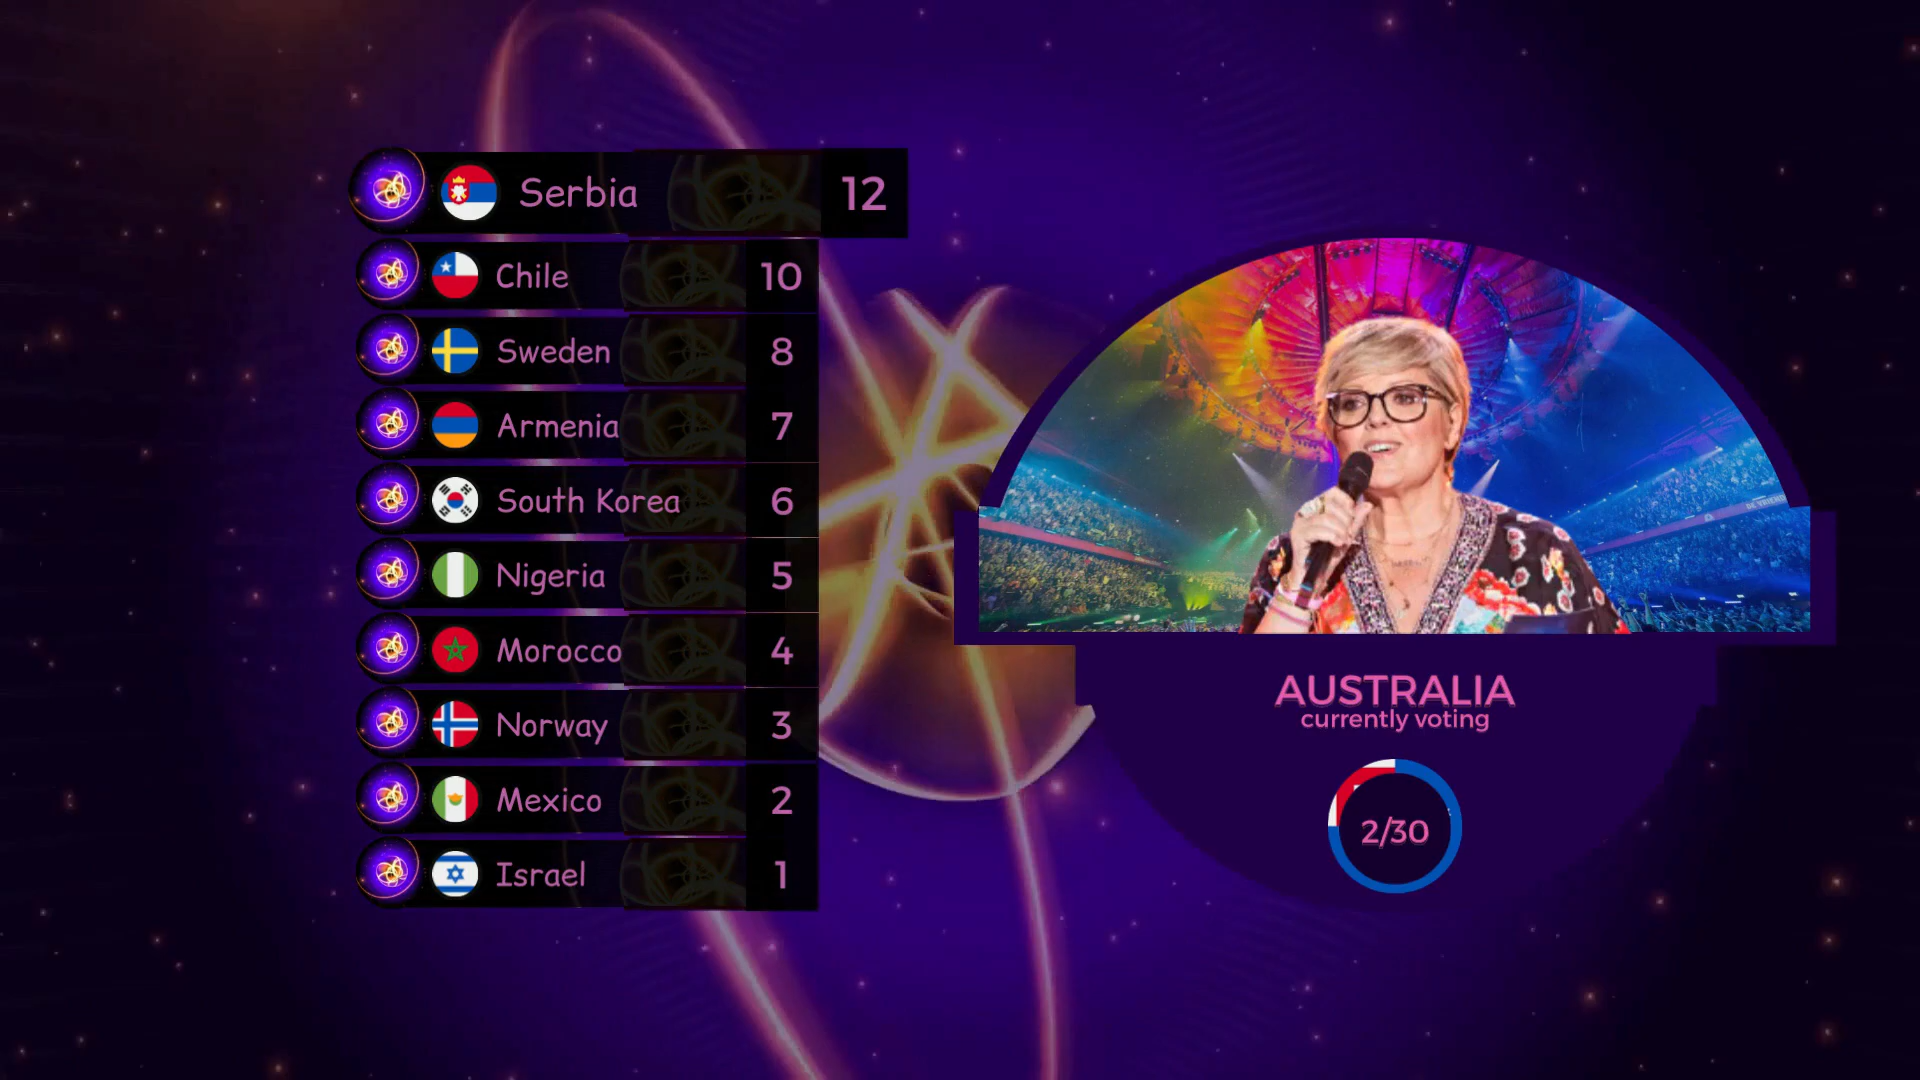 Serbia 12
Chile 10
Sweden 8
Armenia 7
South Korea 6
Nigeria 5
Morocco 4
Norway 3
Mexico 2
Israel 1
AUSTRALIA
currently voting
2/30